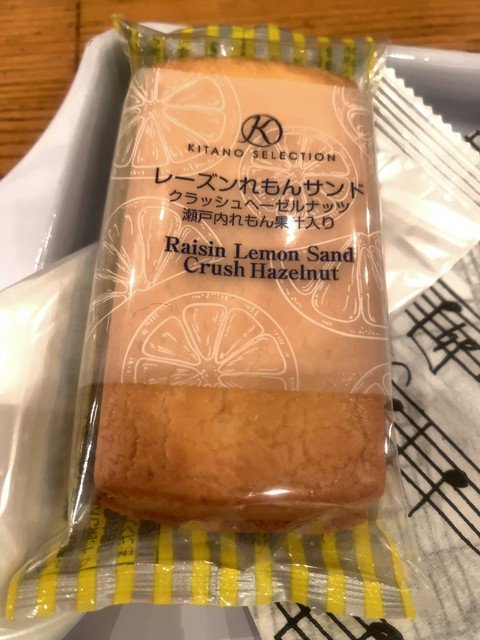 K
KITANO SELECTION
レーズンれもんサンド
クラッシュヘーゼルナッツ
瀬戸内れもん果汁入り
Raisin Lemon Sand
Crush Hazelnut